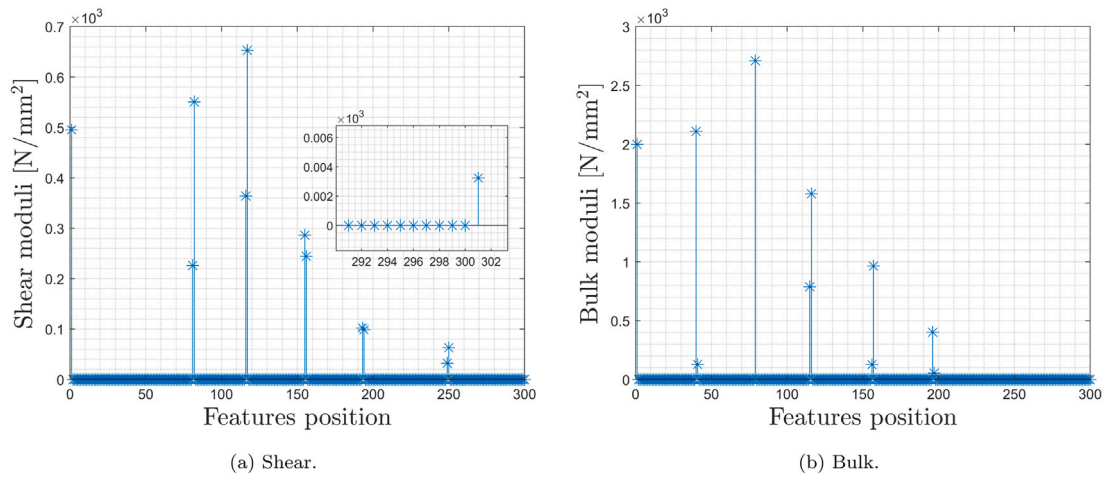 ×10³
0.7
0.6
0.5
0.4
0.3
0.2
0.1
0
Shear moduli [N/mm²]
0 50 100 150 200 250 300
Features position
×10³
0.006
0.004
0.002
0
292 294 296 298 300 302
(a) Shear.
×10³
3
2.5
2
1.5
1
0.5
0
Bulk moduli [N/mm²]
0 50 100 150 200 250 300
Features position
(b) Bulk.